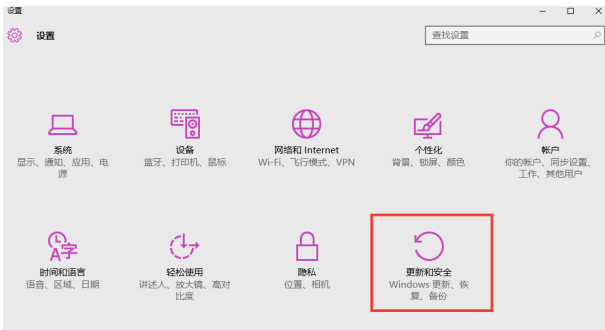 设置
设置
查找设置
系统
显示、通知、应用、电
源
设备
蓝牙、打印机、鼠标
网络和 Internet
Wi-Fi、飞行模式、VPN
个性化
背景、锁屏、颜色
帐户
你的帐户、同步设置、
工作、其他用户
时间和语言
语音、区域、日期
轻松使用
讲述人、放大镜、高对
比度
隐私
位置、相机
更新和安全
Windows 更新、恢
复、备份